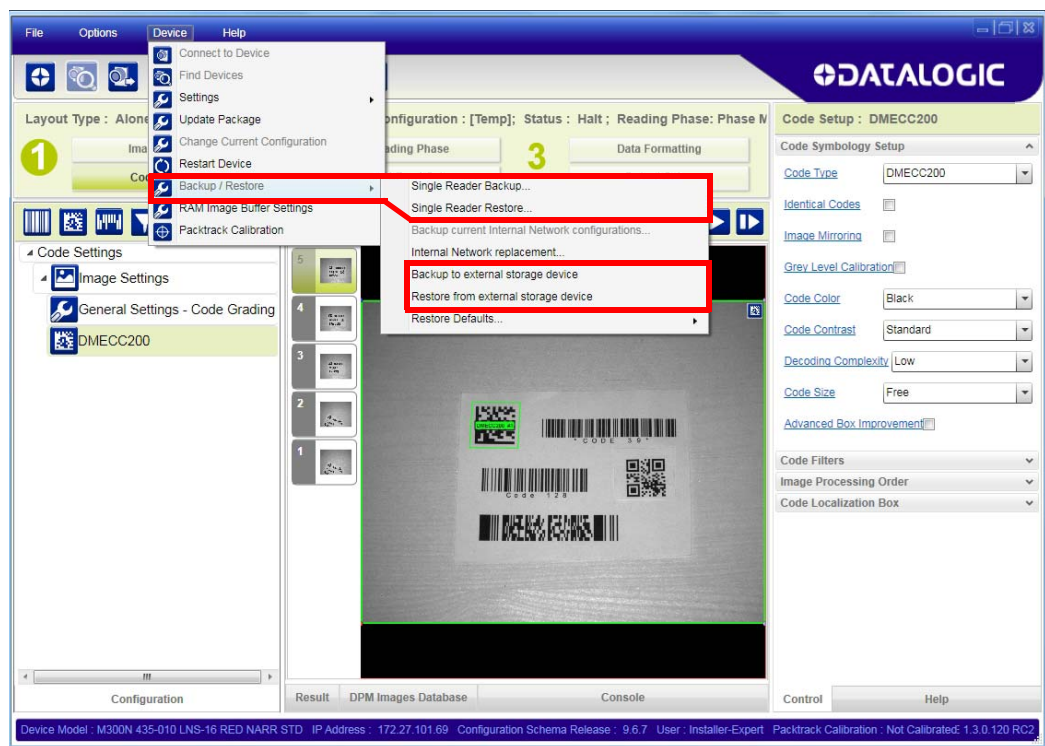 File Options Device Help
DATALOGIC
Connect to Device
Find Devices
Settings
Update Package
Change Current Configuration
Restart Device
Backup / Restore
RAM Image Buffer Settings
Packtrack Calibration
Single Reader Backup...
Single Reader Restore...
Backup current Internal Network configurations...
Internal Network replacement...
Backup to external storage device
Restore from external storage device
Restore Defaults...
Layout Type : Alone
onfiguration : [Temp]; Status : Halt ; Reading Phase: Phase M
1
Ima
Co
ading Phase
3
Data Formatting
Code Settings
Image Settings
General Settings - Code Grading
DMECC200
5
4
3
2
1
CODE 39
Code 128
Code Setup : DMECC200
Code Symbology Setup
Code Type DMECC200
Identical Codes
Image Mirroring
Grey Level Calibration
Code Color Black
Code Contrast Standard
Decoding Complexity Low
Code Size Free
Advanced Box Improvement
Code Filters
Image Processing Order
Code Localization Box
Configuration
Result DPM Images Database Console
Control Help
Device Model : M300N 435-010 LNS-16 RED NARR STD IP Address : 172.27.101.69 Configuration Schema Release : 9.6.7 User : Installer-Expert Packtrack Calibration : Not Calibrated 1.3.0.120 RC2